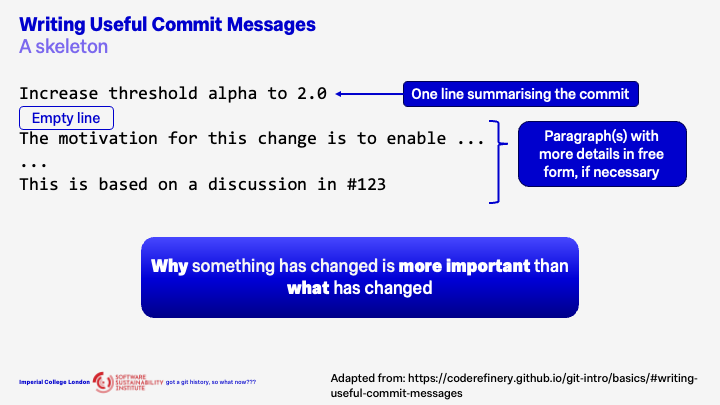 Writing Useful Commit Messages
A skeleton
Increase threshold alpha to 2.0
One line summarising the commit
Empty line
The motivation for this change is to enable ...
...
This is based on a discussion in #123
Paragraph(s) with
more details in free
form, if necessary
Why something has changed is more important than
what has changed
Imperial College London
SOFTWARE
SUSTAINABILITY
INSTITUTE
got a git history, so what now???
Adapted from: https://coderefinery.github.io/git-intro/basics/#writing-
useful-commit-messages